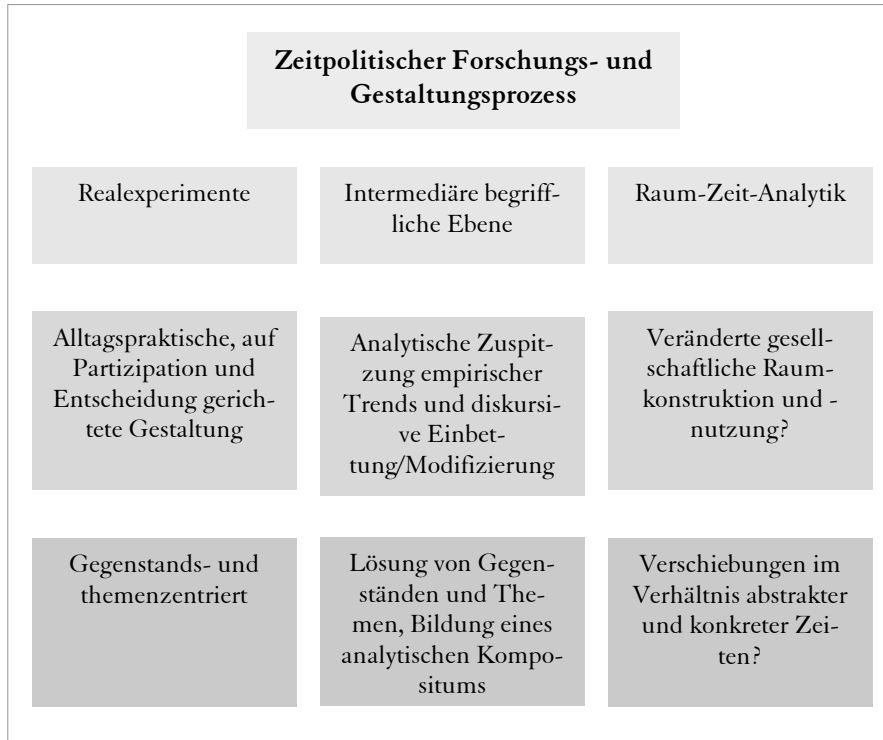 Zeitpolitischer Forschungs- und
Gestaltungsprozess
Realexperimente
Intermediäre begriff-
liche Ebene
Raum-Zeit-Analytik
Alltagspraktische, auf
Partizipation und
Entscheidung gerich-
tete Gestaltung
Analytische Zuspit-
zung empirischer
Trends und diskursi-
ve Einbet-
tung/Modifizierung
Veränderte gesell-
schaftliche Raum-
konstruktion und -
nutzung?
Gegenstands- und
themenzentriert
Lösung von Gegen-
ständen und The-
men, Bildung eines
analytischen Kompo-
situms
Verschiebungen im
Verhältnis abstrakter
und konkreter Zei-
ten?